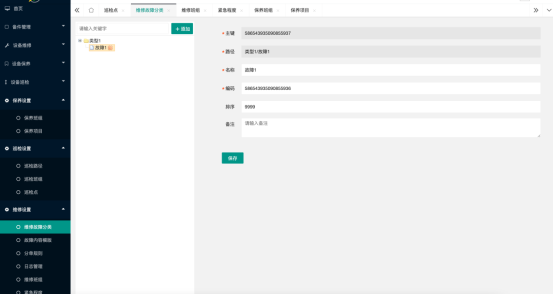 首页
巡检点
维修故障分类
维修班组
紧急程度
保养班组
保养项目
备件管理
设备维修
设备保养
设备巡检
保养设置
保养班组
保养项目
巡检设置
巡检路径
巡检班组
巡检点
维修设置
维修故障分类
故障内容模版
分单规则
日志管理
维修班组
紧急程度
请输入关键字
+ 添加
类型1
故障1
* 主键
* 路径
类型1/故障1
* 名称
故障1
* 编码
排序
9999
备注
请输入备注
保存